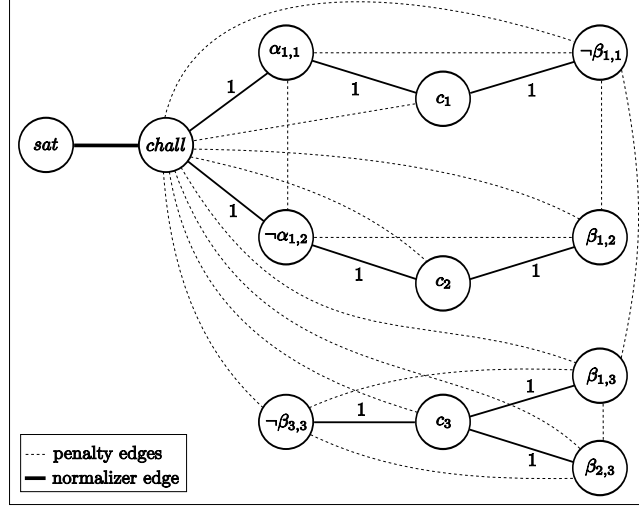 α1,1
¬β1,1
1
1
1
c1
sat
chall
1
¬α1,2
β1,2
1
1
c2
β1,3
1
1
¬β3,3
c3
1
β2,3
penalty edges
normalizer edge